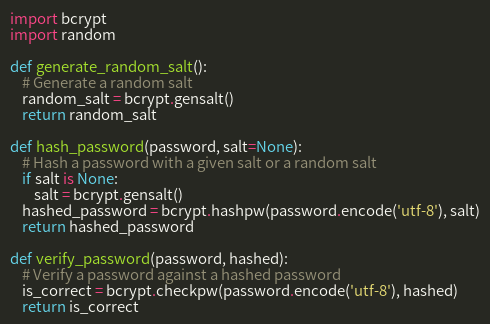 import bcrypt
import random

def generate_random_salt():
    # Generate a random salt
    random_salt = bcrypt.gensalt()
    return random_salt

def hash_password(password, salt=None):
    # Hash a password with a given salt or a random salt
    if salt is None:
        salt = bcrypt.gensalt()
    hashed_password = bcrypt.hashpw(password.encode('utf-8'), salt)
    return hashed_password

def verify_password(password, hashed):
    # Verify a password against a hashed password
    is_correct = bcrypt.checkpw(password.encode('utf-8'), hashed)
    return is_correct